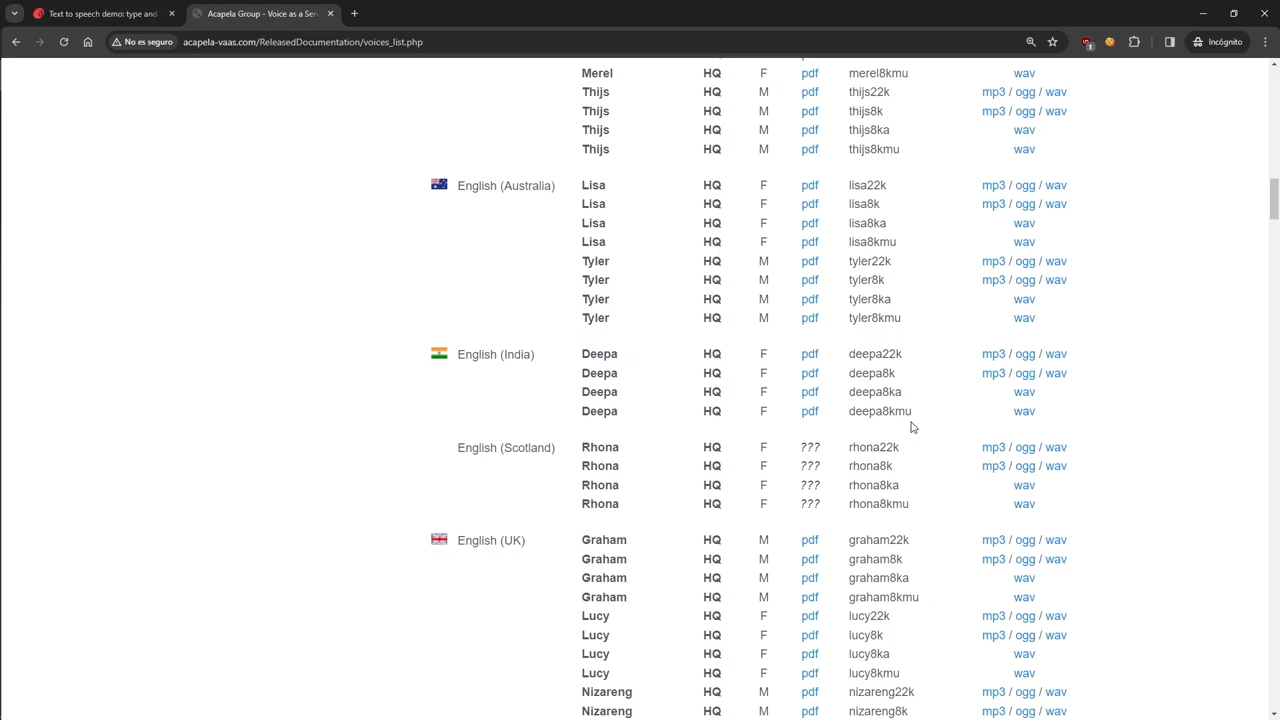 Text to speech demo: type and
Acapela Group - Voice as a Ser
No es seguro
acapela-vaas.com/ReleasedDocumentation/voices_list.php
1
Incógnito
Merel HQ F pdf merel8kmu wav
Thijs HQ M pdf thijs22k mp3 / ogg / wav
Thijs HQ M pdf thijs8k mp3 / ogg / wav
Thijs HQ M pdf thijs8ka wav
Thijs HQ M pdf thijs8kmu wav
English (Australia) Lisa HQ F pdf lisa22k mp3 / ogg / wav
Lisa HQ F pdf lisa8k mp3 / ogg / wav
Lisa HQ F pdf lisa8ka wav
Lisa HQ F pdf lisa8kmu wav
Tyler HQ M pdf tyler22k mp3 / ogg / wav
Tyler HQ M pdf tyler8k mp3 / ogg / wav
Tyler HQ M pdf tyler8ka wav
Tyler HQ M pdf tyler8kmu wav
English (India) Deepa HQ F pdf deepa22k mp3 / ogg / wav
Deepa HQ F pdf deepa8k mp3 / ogg / wav
Deepa HQ F pdf deepa8ka wav
Deepa HQ F pdf deepa8kmu wav
English (Scotland) Rhona HQ F ??? rhona22k mp3 / ogg / wav
Rhona HQ F ??? rhona8k mp3 / ogg / wav
Rhona HQ F ??? rhona8ka wav
Rhona HQ F ??? rhona8kmu wav
English (UK) Graham HQ M pdf graham22k mp3 / ogg / wav
Graham HQ M pdf graham8k mp3 / ogg / wav
Graham HQ M pdf graham8ka wav
Graham HQ M pdf graham8kmu wav
Lucy HQ F pdf lucy22k mp3 / ogg / wav
Lucy HQ F pdf lucy8k mp3 / ogg / wav
Lucy HQ F pdf lucy8ka wav
Lucy HQ F pdf lucy8kmu wav
Nizareng HQ M pdf nizareng22k mp3 / ogg / wav
Nizareng HQ M pdf nizareng8k mp3 / ogg / wav